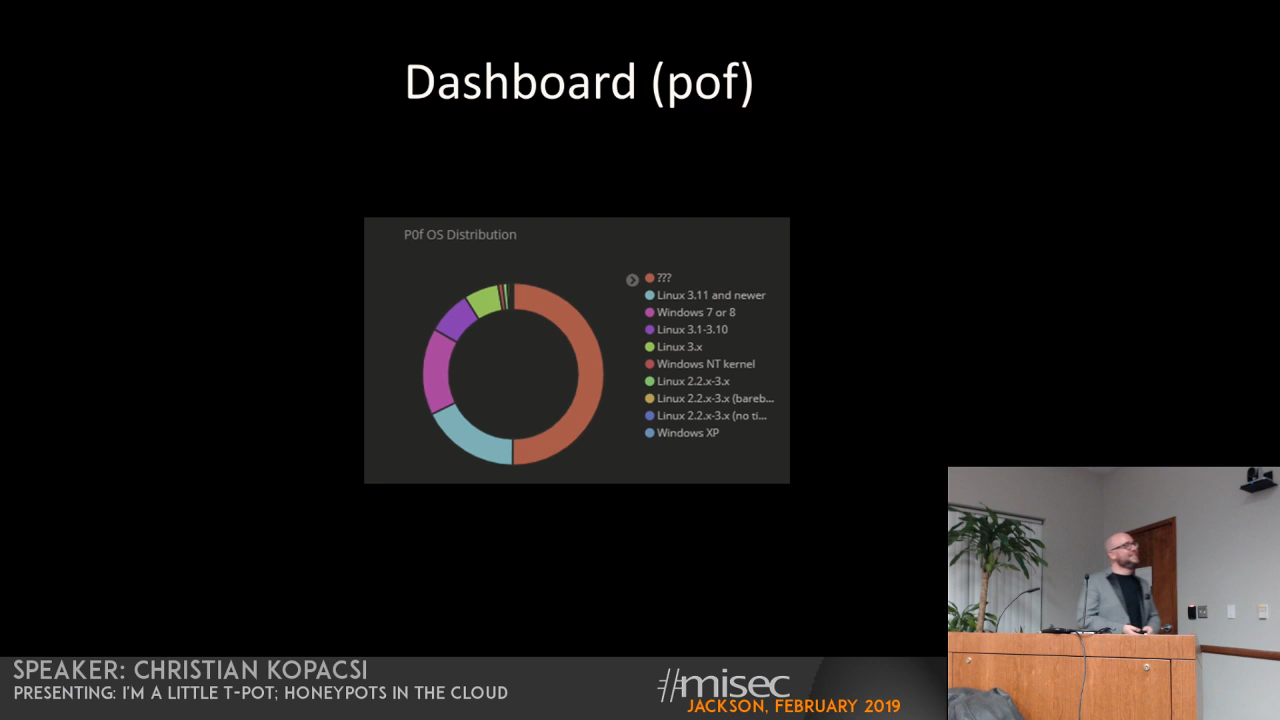 Dashboard (pof)
P0f OS Distribution
???
Linux 3.11 and newer
Windows 7 or 8
Linux 3.1-3.10
Linux 3.x
Windows NT kernel
Linux 2.2.x-3.x
Linux 2.2.x-3.x (bareb...
Linux 2.2.x-3.x (no ti...
Windows XP
SPEAKER: CHRISTIAN KOPACSI
PRESENTING: I'M A LITTLE T-POT; HONEYPOTS IN THE CLOUD
#misec
JACKSON, FEBRUARY 2019